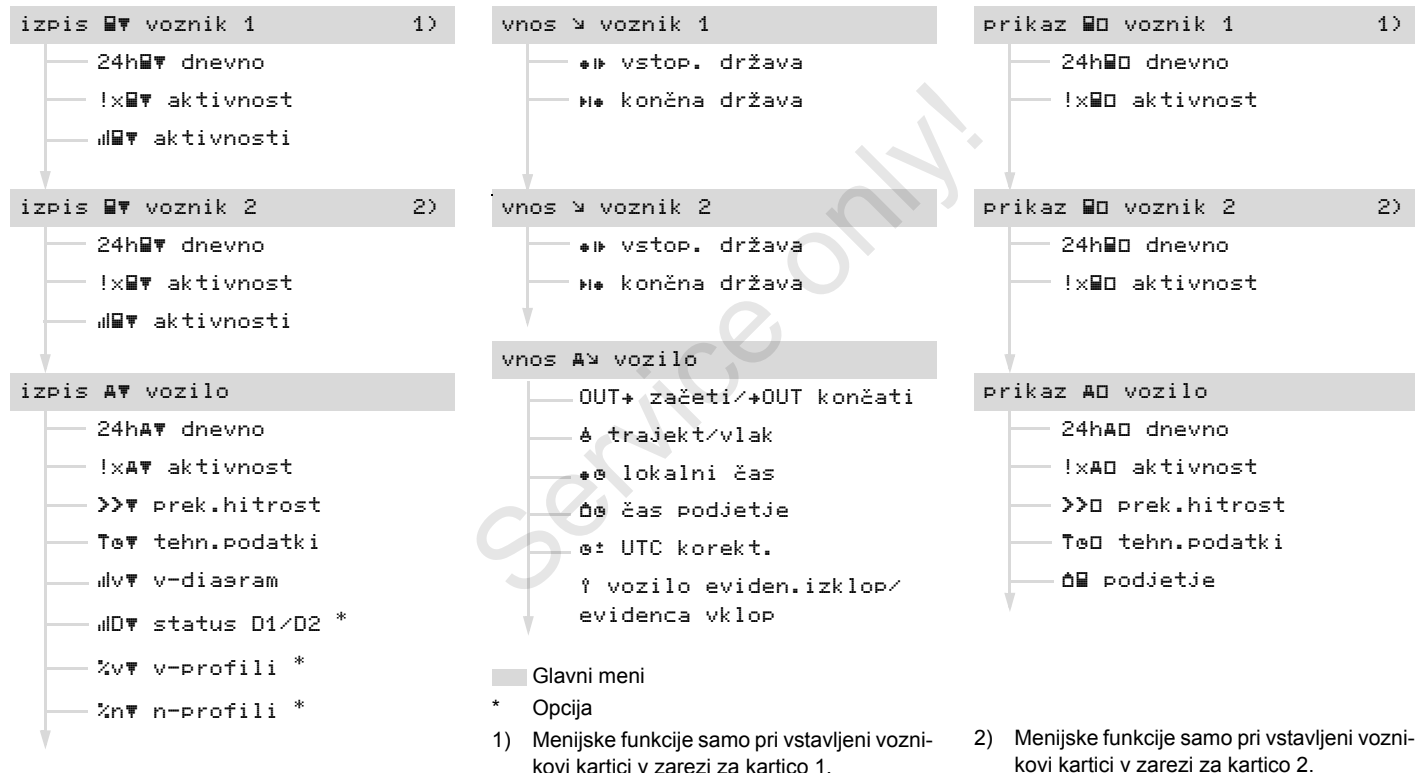 izpis voznik 1 1)
24h dnevno
!x aktivnost
aktivnosti
izpis voznik 2 2)
24h dnevno
!x aktivnost
aktivnosti
izpis vozilo
24h dnevno
!x aktivnost
>> prek.hitrost
T tehn.podatki
v v-diagram
D status D1/D2 *
%v v-profili *
%n n-profili *
vnos voznik 1
vstop. država
končna država
vnos voznik 2
vstop. država
končna država
vnos vozilo
OUT začeti/OUT končati
trajekt/vlak
lokalni čas
čas podjetje
UTC korekt.
vozilo eviden.izklop/
evidenca vklop
Glavni meni
* Opcija
1) Menijske funkcije samo pri vstavljeni vozni-
kovi kartici v zarezi za kartico 1.
prikaz voznik 1 1)
24h dnevno
!x aktivnost
prikaz voznik 2 2)
24h dnevno
!x aktivnost
prikaz vozilo
24h dnevno
!x aktivnost
>> prek.hitrost
T tehn.podatki
podjetje
2) Menijske funkcije samo pri vstavljeni vozni-
kovi kartici v zarezi za kartico 2.
Service only!